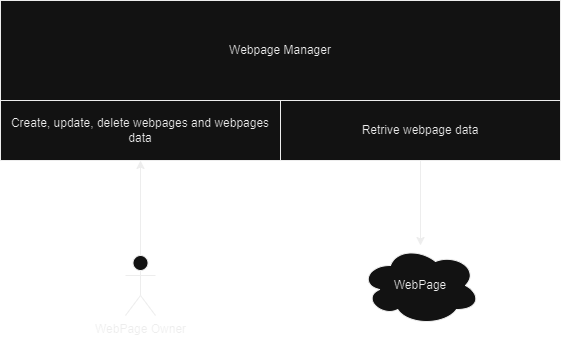 Webpage Manager
Create, update, delete webpages and webpages
data
Retrive webpage data
WebPage
WebPage Owner